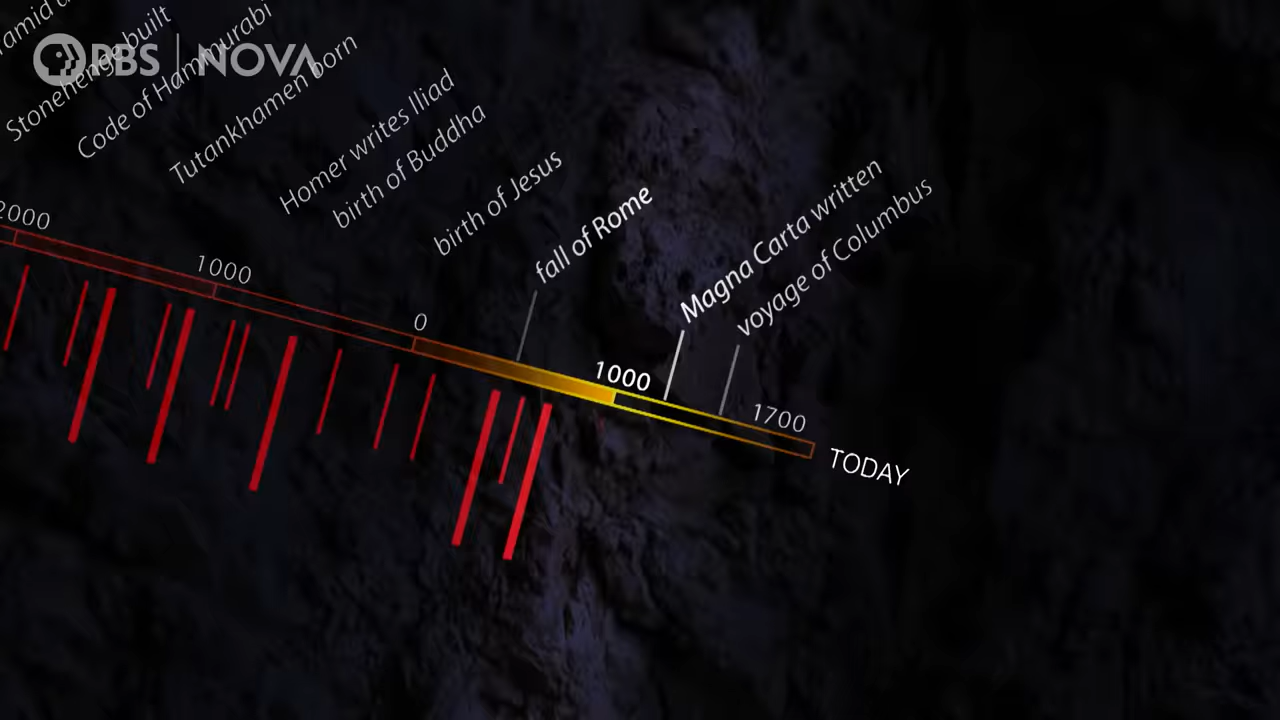 PBS | NOVA
Stonehenge built
Code of Hammurabi
Tutankhamen born
Homer writes Iliad
birth of Buddha
birth of Jesus
fall of Rome
Magna Carta written
voyage of Columbus
2000
1000
0
1000
1700
TODAY